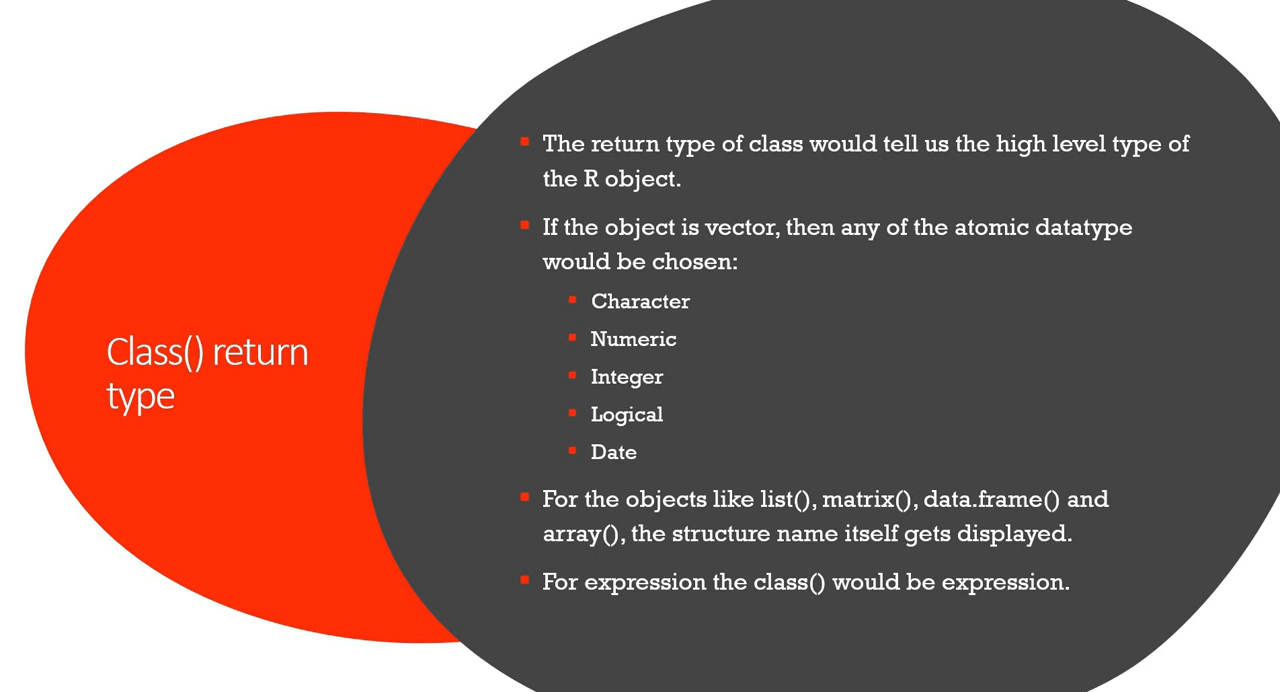 Class() return
type
The return type of class would tell us the high level type of
the R object.
If the object is vector, then any of the atomic datatype
would be chosen:
Character
Numeric
Integer
Logical
Date
For the objects like list(), matrix(), data.frame() and
array(), the structure name itself gets displayed.
For expression the class() would be expression.